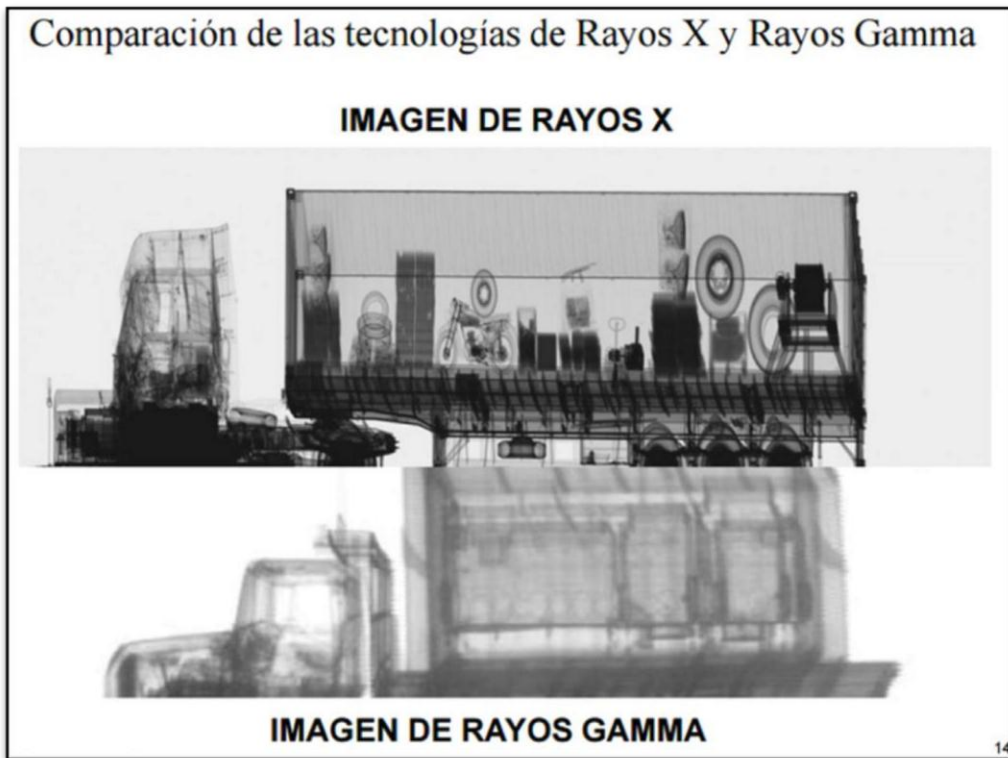 Comparación de las tecnologías de Rayos X y Rayos Gamma
IMAGEN DE RAYOS X
IMAGEN DE RAYOS GAMMA
14